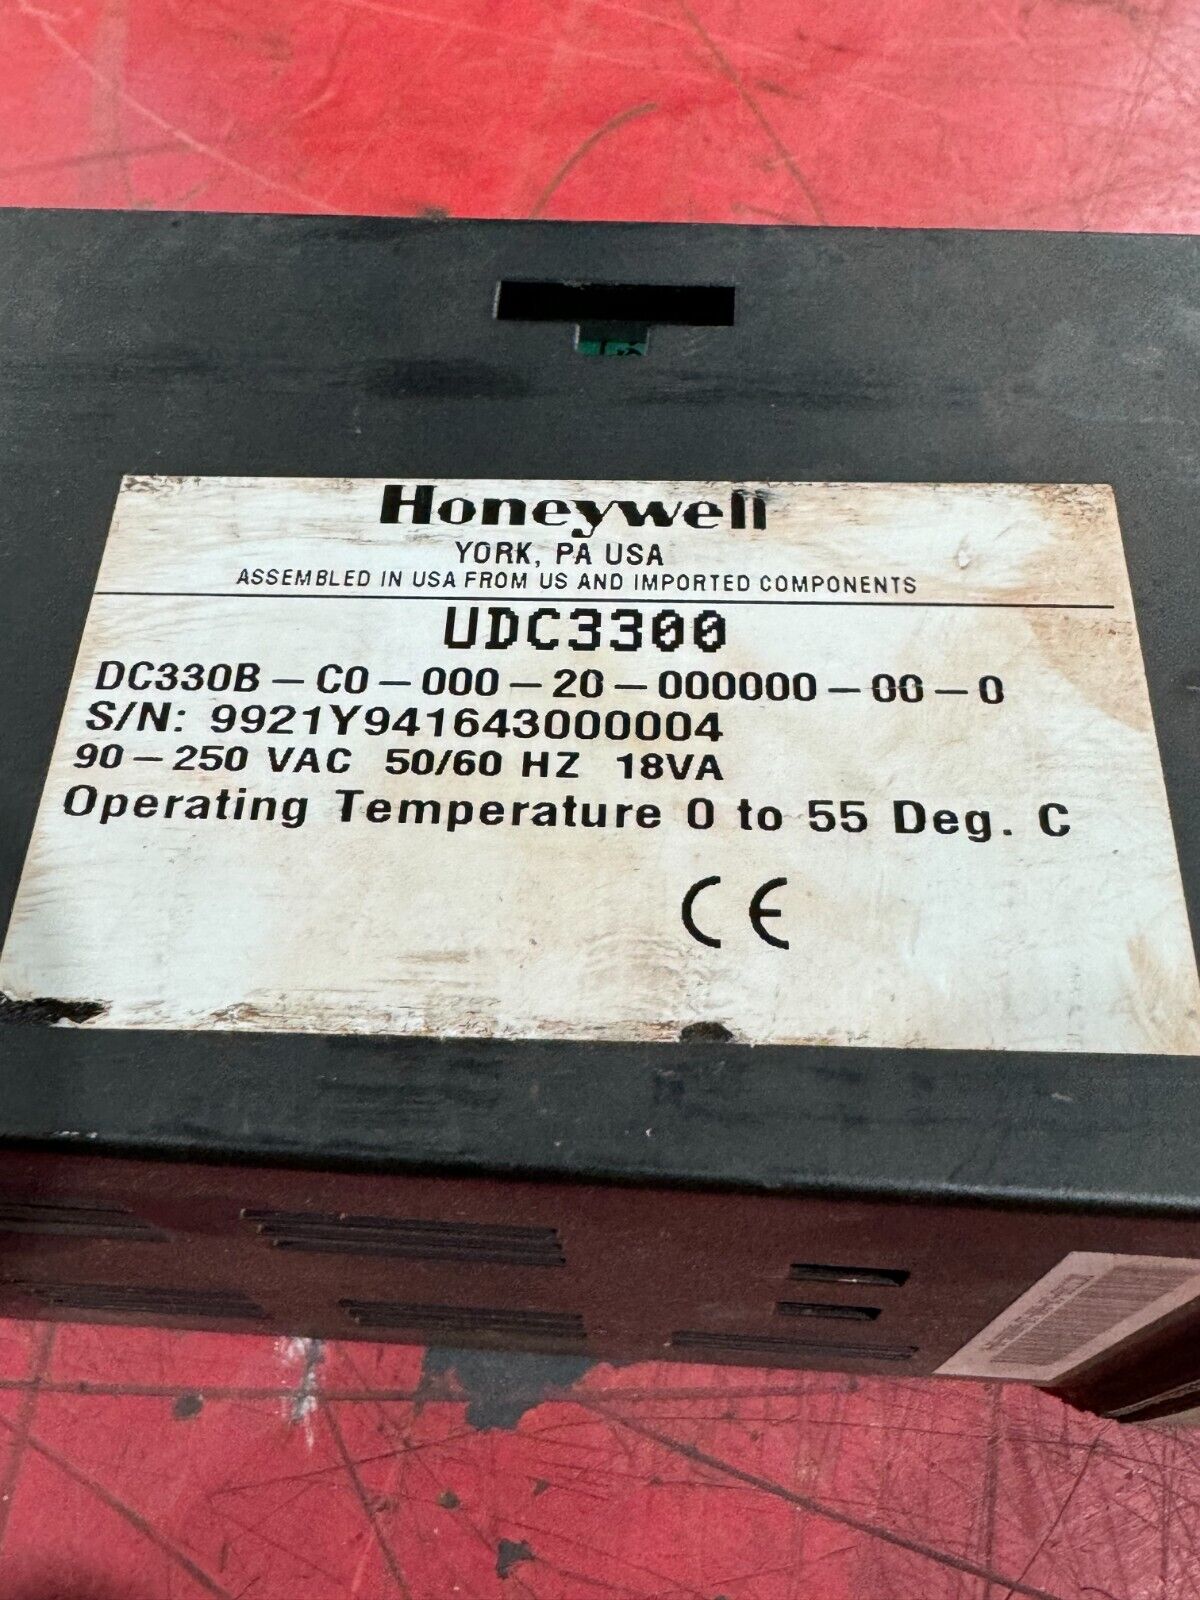 Honeywell
YORK, PA USA
ASSEMBLED IN USA FROM US AND IMPORTED COMPONENTS
UDC3300
DC330B-C0-000-20-000000-00-0
S/N: 9921Y941643000004
90-250 VAC 50/60 HZ 18VA
Operating Temperature 0 to 55 Deg. C
CE